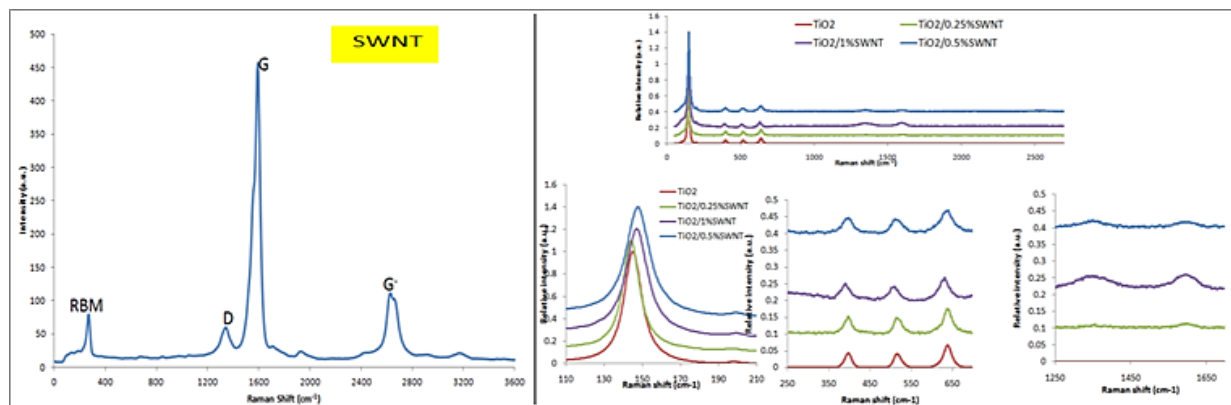 SWNT
500
450
400
350
300
250
200
150
100
50
0
Intensity (a.u.)
RBM
D
G
G'
0 400 800 1200 1600 2000 2400 2800 3200 3600
Raman Shift (cm-1)
TiO2 TiO2/0.25%SWNT
TiO2/1%SWNT TiO2/0.5%SWNT
1.6
1.4
1.2
1
0.8
0.6
0.4
0.2
0
Relative intensity (a.u.)
0 500 1000 1500 2000 2500
Raman shift (cm-1)
1.6
1.4
1.2
1.0
0.8
0.6
0.4
0.2
0.0
Relative intensity (a.u.)
TiO2
TiO2/0.25%SWNT
TiO2/1%SWNT
TiO2/0.5%SWNT
110 130 150 170 190 210
Raman shift (cm-1)
0.5
0.45
0.4
0.35
0.3
0.25
0.2
0.15
0.1
0.05
0
Relative intensity (a.u.)
250 350 450 550 650
Raman shift (cm-1)
0.5
0.45
0.4
0.35
0.3
0.25
0.2
0.15
0.1
0.05
0
Relative intensity (a.u.)
1250 1450 1650
Raman shift (cm-1)